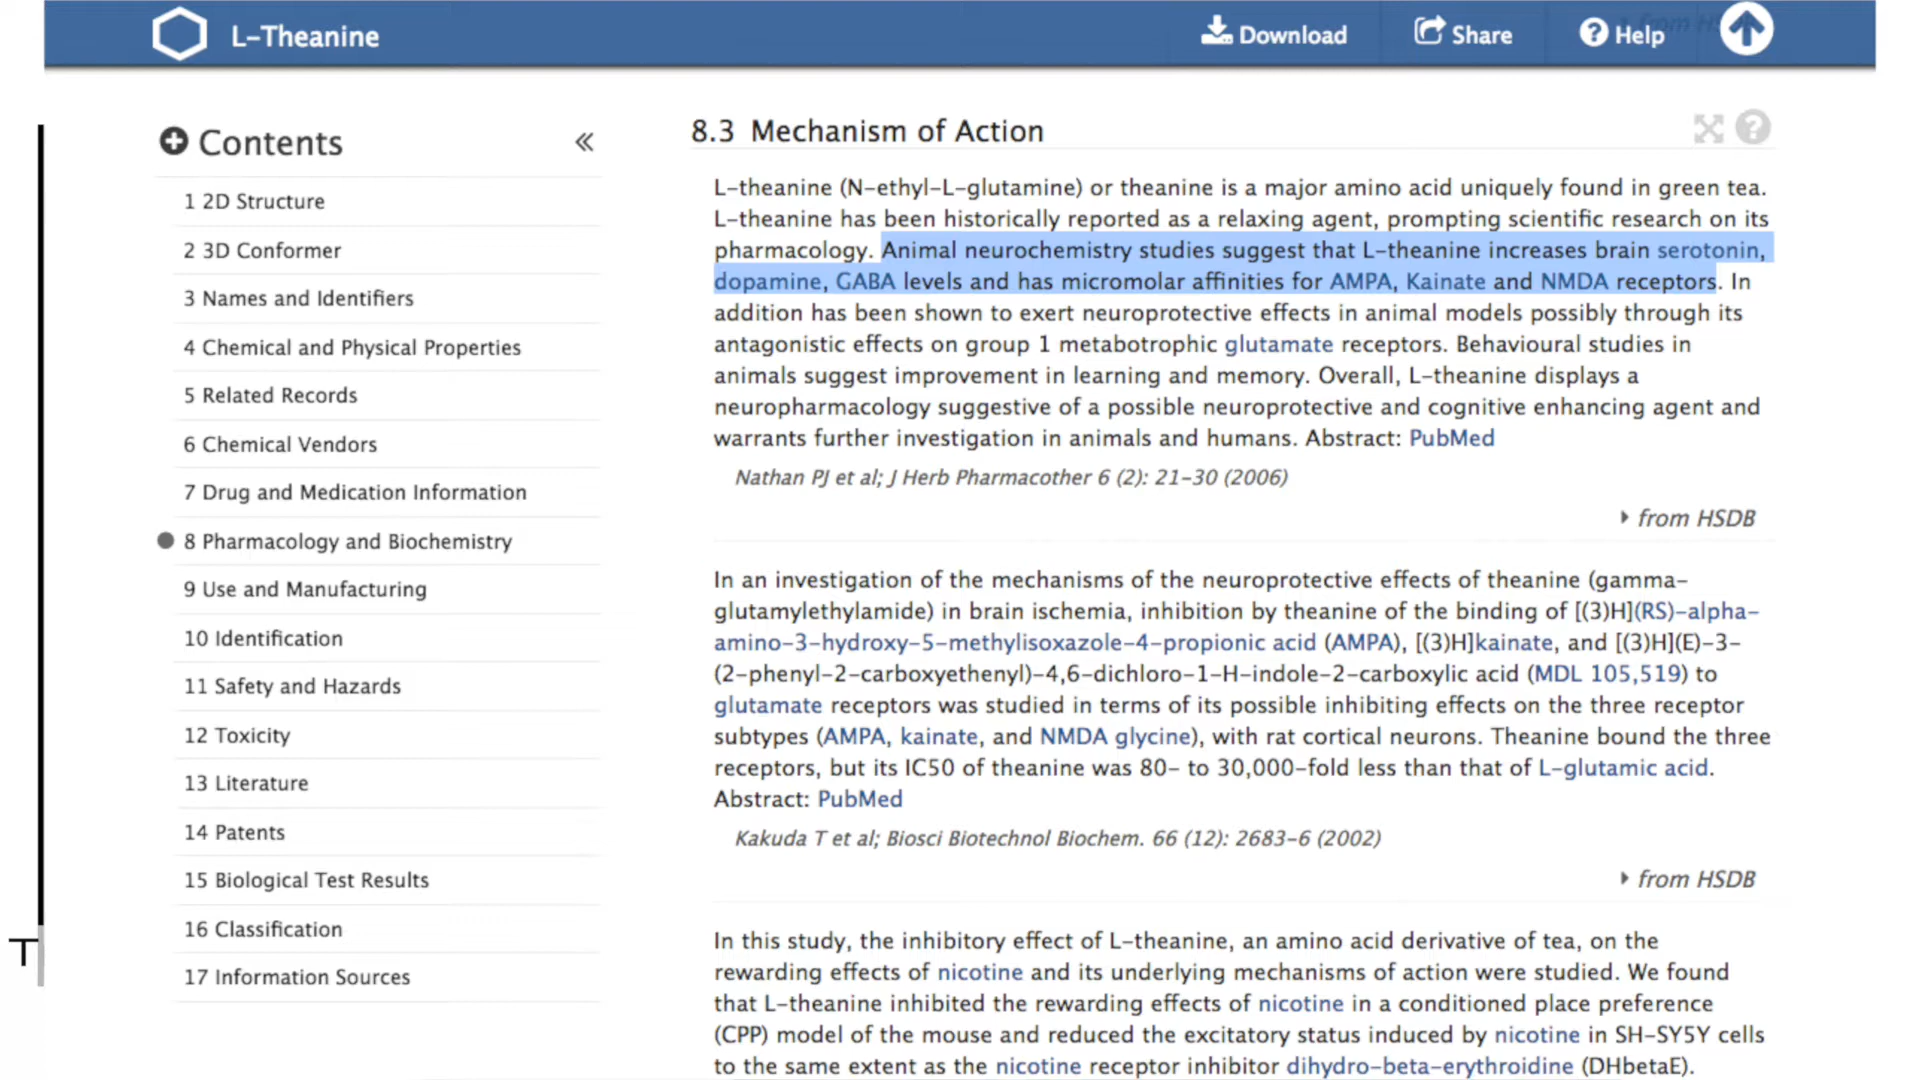 L-Theanine
Download
Share
Help
Contents
«
1 2D Structure
2 3D Conformer
3 Names and Identifiers
4 Chemical and Physical Properties
5 Related Records
6 Chemical Vendors
7 Drug and Medication Information
8 Pharmacology and Biochemistry
9 Use and Manufacturing
10 Identification
11 Safety and Hazards
12 Toxicity
13 Literature
14 Patents
15 Biological Test Results
16 Classification
17 Information Sources
T
8.3 Mechanism of Action
L-theanine (N-ethyl-L-glutamine) or theanine is a major amino acid uniquely found in green tea.
L-theanine has been historically reported as a relaxing agent, prompting scientific research on its
pharmacology. Animal neurochemistry studies suggest that L-theanine increases brain serotonin,
dopamine, GABA levels and has micromolar affinities for AMPA, Kainate and NMDA receptors. In
addition has been shown to exert neuroprotective effects in animal models possibly through its
antagonistic effects on group 1 metabotrophic glutamate receptors. Behavioural studies in
animals suggest improvement in learning and memory. Overall, L-theanine displays a
neuropharmacology suggestive of a possible neuroprotective and cognitive enhancing agent and
warrants further investigation in animals and humans. Abstract: PubMed
Nathan PJ et al; J Herb Pharmacother 6 (2): 21-30 (2006)
from HSDB
In an investigation of the mechanisms of the neuroprotective effects of theanine (gamma-
glutamylethylamide) in brain ischemia, inhibition by theanine of the binding of [(3)H](RS)-alpha-
amino-3-hydroxy-5-methylisoxazole-4-propionic acid (AMPA), [(3)H]kainate, and [(3)H](E)-3-
(2-phenyl-2-carboxyethenyl)-4,6-dichloro-1-H-indole-2-carboxylic acid (MDL 105,519) to
glutamate receptors was studied in terms of its possible inhibiting effects on the three receptor
subtypes (AMPA, kainate, and NMDA glycine), with rat cortical neurons. Theanine bound the three
receptors, but its IC50 of theanine was 80- to 30,000-fold less than that of L-glutamic acid.
Abstract: PubMed
Kakuda T et al; Biosci Biotechnol Biochem. 66 (12): 2683-6 (2002)
from HSDB
In this study, the inhibitory effect of L-theanine, an amino acid derivative of tea, on the
rewarding effects of nicotine and its underlying mechanisms of action were studied. We found
that L-theanine inhibited the rewarding effects of nicotine in a conditioned place preference
(CPP) model of the mouse and reduced the excitatory status induced by nicotine in SH-SY5Y cells
to the same extent as the nicotine receptor inhibitor dihydro-beta-erythroidine (DHbetaE).